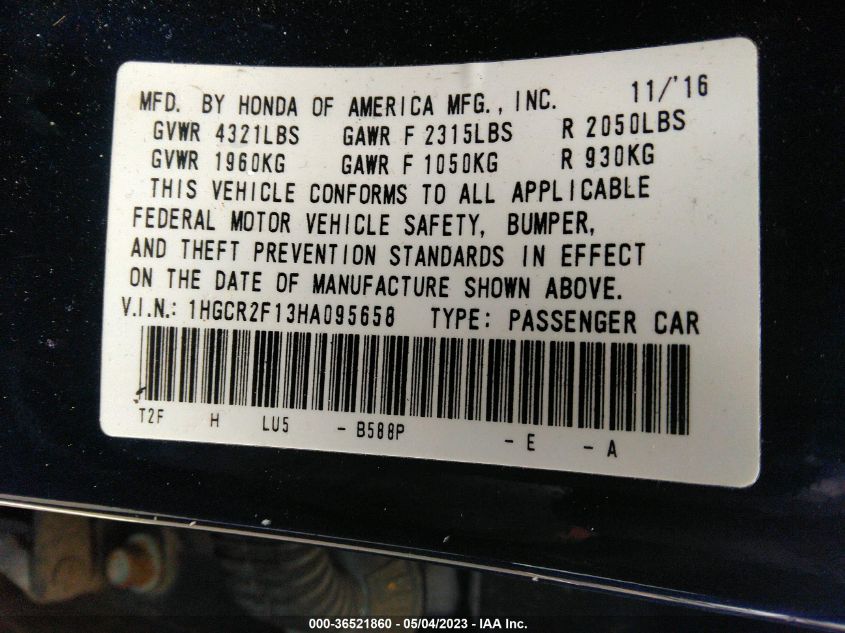 MFD. BY HONDA OF AMERICA MFG., INC. 11/'16
GVWR 4321LBS GAWR F 2315LBS R 2050LBS
GVWR 1960KG GAWR F 1050KG R 930KG
THIS VEHICLE CONFORMS TO ALL APPLICABLE
FEDERAL MOTOR VEHICLE SAFETY, BUMPER,
AND THEFT PREVENTION STANDARDS IN EFFECT
ON THE DATE OF MANUFACTURE SHOWN ABOVE.
V.I.N.: 1HGCR2F13HA095658 TYPE: PASSENGER CAR
T2F H LU5 - B588P - E - A
000-36521860 - 05/04/2023 - IAA Inc.